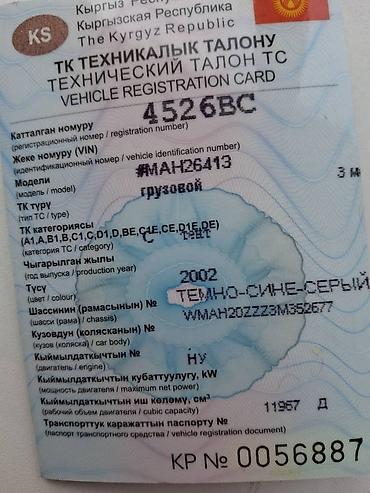 Кыргыз
Кыргызская Республика
KS
The Kyrgyz Republic
ТК ТЕХНИКАЛЫК ТАЛОНУ
ТЕХНИЧЕСКИЙ ТАЛОН ТС
VEHICLE REGISTRATION CARD
4526BC
Катталган номуру
(регистрационный номер / registration number)
Жеке номуру (VIN)
(идентификационный номер / vehicle identification number)
#MAH26413
Модели
(модель / model)
грузовой
3 м
ТК түрү
(тип ТС / type)
ТК категориясы
(A1,A,B1,B,C1,C,D1,D,BE,C1E,CE,D1E,DE)
(категория ТС / category)
C тент
Чыгарылган жылы
(год выпуска / production year)
2002
Түсү
(цвет / colour)
ТЕМНО-СИНЕ-СЕРЫЙ
Шассинин (рамасынын) №
(шасси (рама) / chassis)
WMAH20ZZZ3M352677
Кузовдун (колясканын) №
(кузов (коляска) / car body)
Кыймылдаткычтын №
(двигатель / engine)
НУ
Кыймылдаткычтын кубаттуулугу, kW
(мощность двигателя / maximum net power)
Кыймылдаткычтын иш көлөмү, см³
(рабочий объем двигателя / cubic capacity)
11967 Д
Транспорттук каражаттын паспорту №
(паспорт транспортного средства / vehicle registration document)
KP № 0056887